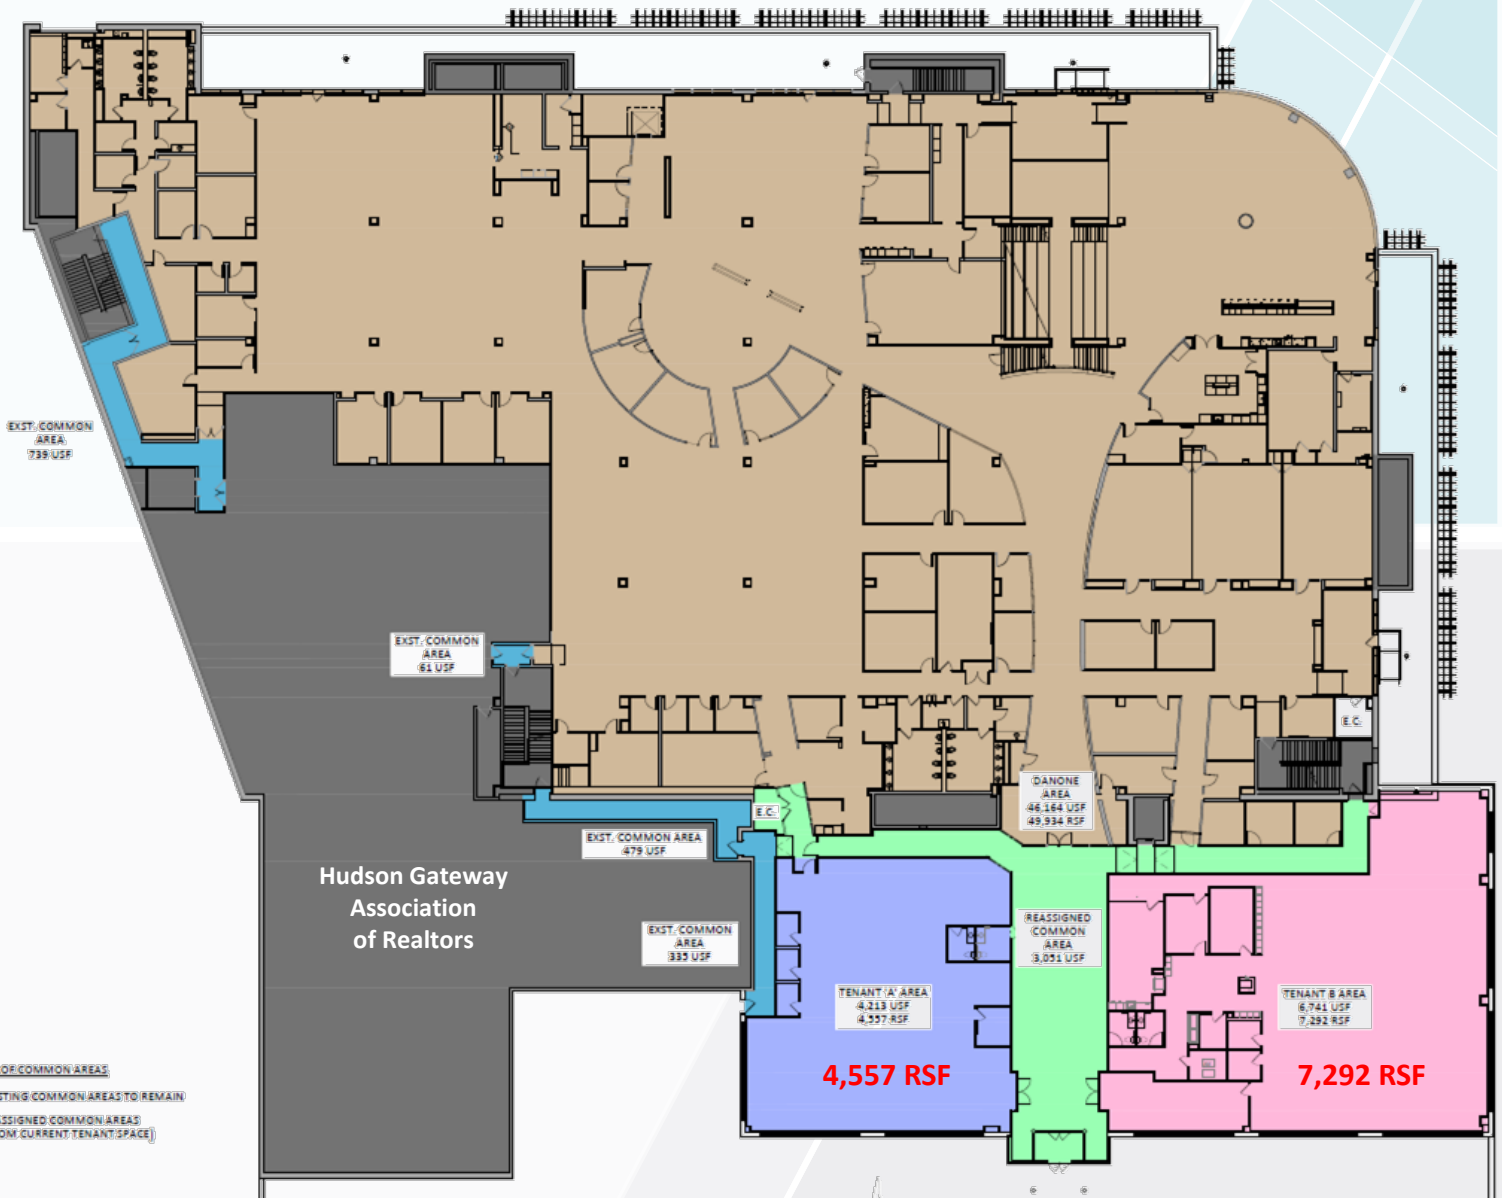 EXST. COMMON
AREA
739 USF
EXST. COMMON
AREA
61 USF
E.C.
DANONE
AREA
46,164 USF
49,934 RSF
E.C.
EXST. COMMON AREA
479 USF
Hudson Gateway
Association
of Realtors
EXST. COMMON
AREA
335 USF
REASSIGNED
COMMON
AREA
3,051 USF
TENANT 'A' AREA
4,213 USF
4,557 RSF
TENANT B AREA
6,741 USF
7,292 RSF
4,557 RSF
7,292 RSF
OF COMMON AREAS
STING COMMON AREAS TO REMAIN
SSIGNED COMMON AREAS
OM CURRENT TENANT SPACE)